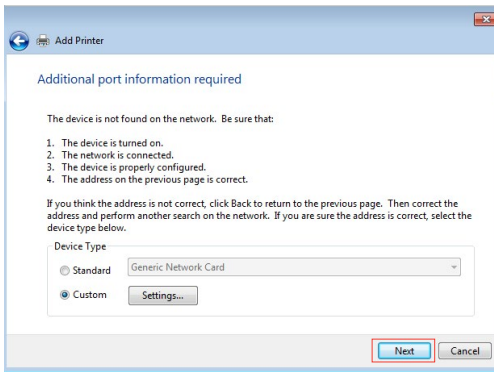 Add Printer
Additional port information required
The device is not found on the network. Be sure that:
1. The device is turned on.
2. The network is connected.
3. The device is properly configured.
4. The address on the previous page is correct.
If you think the address is not correct, click Back to return to the previous page. Then correct the
address and perform another search on the network. If you are sure the address is correct, select the
device type below.
Device Type
Standard
Generic Network Card
Custom
Settings...
Next
Cancel